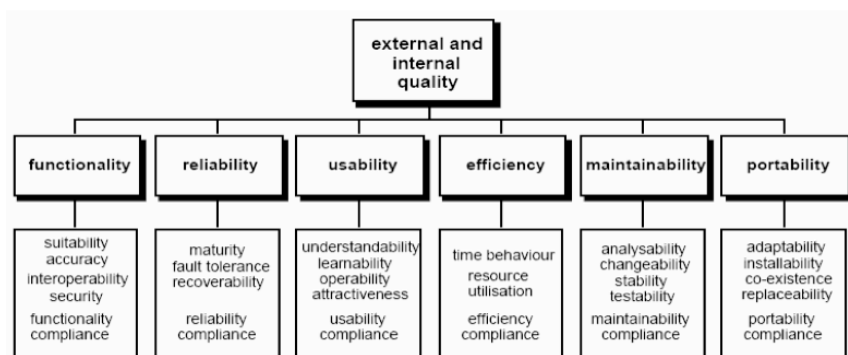 external and
internal
quality
functionality
reliability
usability
efficiency
maintainability
portability
suitability
accuracy
interoperability
security
functionality
compliance
maturity
fault tolerance
recoverability
reliability
compliance
understandability
learnability
operability
attractiveness
usability
compliance
time behaviour
resource
utilisation
efficiency
compliance
analysability
changeability
stability
testability
maintainability
compliance
adaptability
installability
co-existence
replaceability
portability
compliance